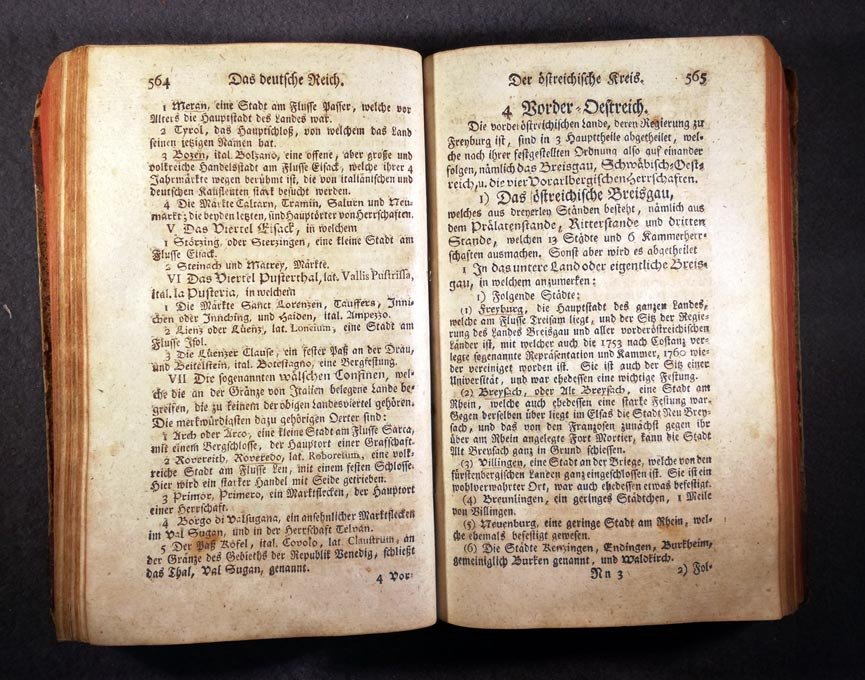 564 Das deutsche Reich.
1 Meran, eine Stadt am Flusse Passer, welche vor
Alters die Hauptstadt des Landes war.
2 Tyrol, das Hauptschloß, von welchem das Land
seinen jetzigen Namen hat.
3 Bozen, ital. Bolzano, eine offene, aber große und
volkreiche Handelsstadt am Flusse Eisack, welche ihrer 4
Jahrmärkte wegen berühmt ist, die von italiänischen und
deutschen Kaufleuten stark besucht werden.
4 Die Märkte Caltarn, Tramin, Salurn und Neu-
markt; die beyden letzten, sind Hauptörter von Herrschaften.
V Das Viertel Eisack, in welchem
1 Störzing, oder Sterzingen, eine kleine Stadt am
Flusse Eisack.
2 Steinach und Matrey, Märkte.
VI Das Viertel Pusterthal, lat. Vallis Pustrissa,
ital. la Pusteria, in welchem
1 Die Märkte Sanct Lorenzen, Tauffers, Inni-
chen oder Innching, und Haiden, ital. Ampezzo.
2 Lienz oder Lüenz, lat. Loncium, eine Stadt am
Flusse Isol.
3 Die Lüenzer Clause, ein fester Paß an der Drau,
und Beitelstein, ital. Botestagno, eine Bergfestung.
VII Die sogenannten wälschen Confinen, wel-
che die an der Gränze von Italien belegene Lande be-
greifen, die zu keinem der obigen Landesviertel gehören.
Die merkwürdigsten dazu gehörigen Oerter sind:
1 Arch oder Arco, eine kleine Stadt am Flusse Sarca,
mit einem Bergschlosse, der Hauptort einer Grafschaft.
2 Rovereith, Roveredo, lat. Roboretum, eine volk-
reiche Stadt am Flusse Len, mit einem festen Schlosse.
Hier wird ein starker Handel mit Seide getrieben.
3 Primör, Primero, ein Marktflecken, der Hauptort
einer Herrschaft.
4 Borgo di Valsugana, ein ansehnlicher Marktflecken
im Val Sugan, und in der Herrschaft Telvan.
5 Der Paß Köfel, ital. Covolo, lat. Claustrum, an
der Gränze des Gebieths der Republik Venedig, schließt
das Thal, Val Sugan, genannt.
4 Vor-
Der östreichische Kreis. 565
4 Vorder-Oestreich.
Die vorderöstreichischen Lande, deren Regierung zu
Freyburg ist, sind in 3 Haupttheile abgetheilet, wel-
che nach ihrer festgestellten Ordnung also auf einander
folgen, nämlich das Breisgau, Schwäbisch-Oest-
reich, u. die vier Vorarlbergischen Herrschaften.
1) Das östreichische Breisgau,
welches aus dreyerley Ständen besteht, nämlich aus
dem Prälatenstande, Ritterstande und dritten
Stande, welchen 13 Städte und 6 Kammerherr-
schaften ausmachen. Sonst aber wird es abgetheilet
1 In das untere Land oder eigentliche Breis-
gau, in welchem anzumerken:
1) Folgende Städte:
(1) Freyburg, die Hauptstadt des ganzen Landes,
welche am Flusse Treisam liegt, und der Sitz der Regie-
rung des Landes Breisgau und aller vorderöstreichischen
Länder ist, mit welcher auch die 1753 nach Costanz ver-
legte sogenannte Repräsentation und Kammer, 1760 wie-
der vereiniget worden ist. Sie ist auch der Sitz einer
Universität, und war ehedessen eine wichtige Festung.
(2) Breysach, oder Alt Breysach, eine Stadt am
Rhein, welche auch ehedessen eine starke Festung war.
Gegen derselben über liegt im Elsas die Stadt Neu Brey-
sach, und das von den Franzosen zunächst gegen ihr
über am Rhein angelegte Fort Mortier, kann die Stadt
Alt Breysach ganz in Grund schiessen.
(3) Villingen, eine Stadt an der Briege, welche von den
fürstenbergischen Landen ganz eingeschlossen ist. Sie ist ein
wohlverwahrter Ort, war auch ehedessen etwas befestigt.
(4) Breunlingen, ein geringes Städtchen, 1 Meile
von Villingen.
(5) Neuenburg, eine geringe Stadt am Rhein, wel-
che ehemals befestigt gewesen.
(6) Die Städte Kenzingen, Endingen, Burkheim,
gemeiniglich Burken genannt, und Waldkirch.
Nn 3 2) Fol-